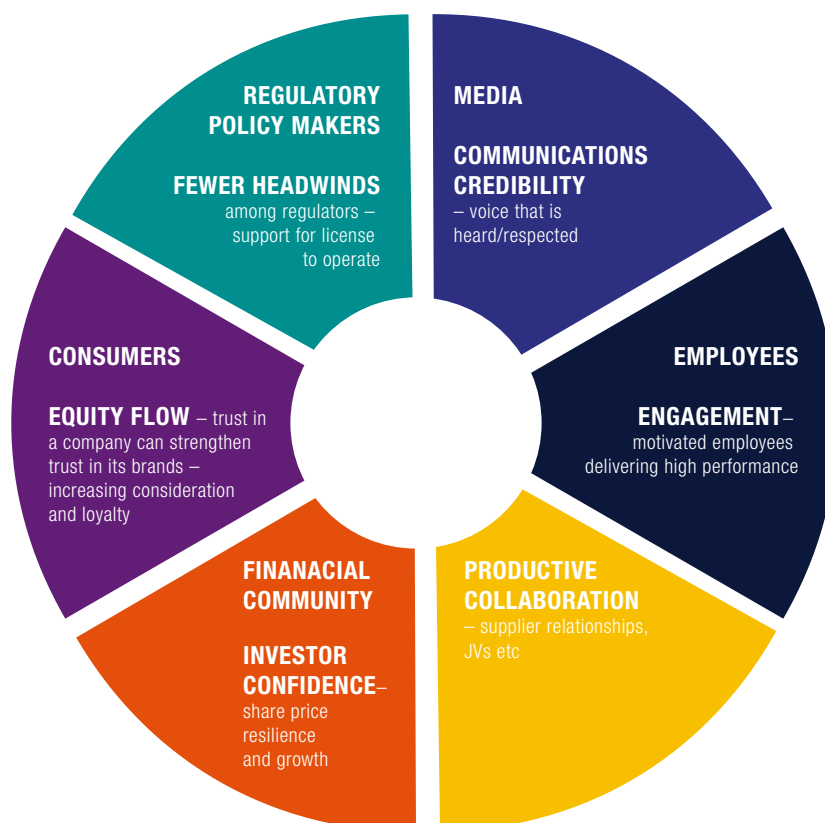 REGULATORY
POLICY MAKERS
FEWER HEADWINDS
among regulators –
support for license
to operate
MEDIA
COMMUNICATIONS
CREDIBILITY
– voice that is
heard/respected
EMPLOYEES
ENGAGEMENT–
motivated employees
delivering high performance
PRODUCTIVE
COLLABORATION
– supplier relationships,
JVs etc
FINANACIAL
COMMUNITY
INVESTOR
CONFIDENCE–
share price
resilience
and growth
CONSUMERS
EQUITY FLOW – trust in
a company can strengthen
trust in its brands –
increasing consideration
and loyalty